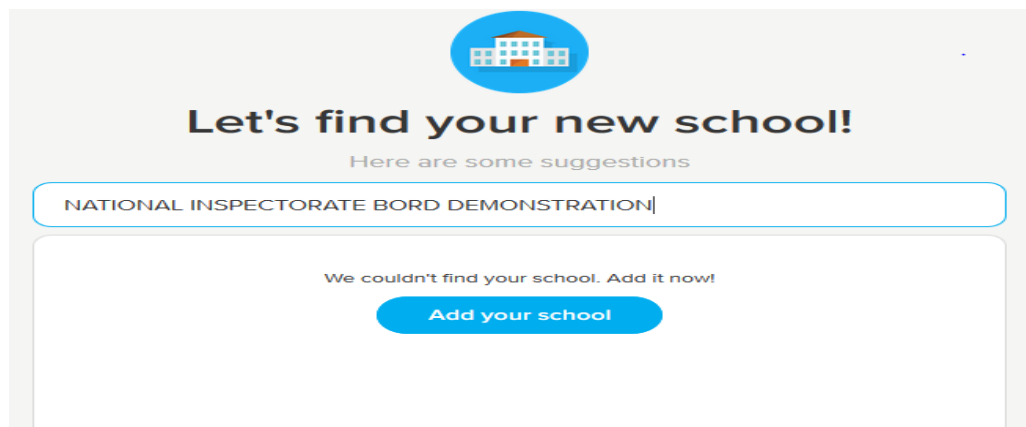 Let's find your new school!
Here are some suggestions
NATIONAL INSPECTORATE BORD DEMONSTRATION
We couldn't find your school. Add it now!
Add your school